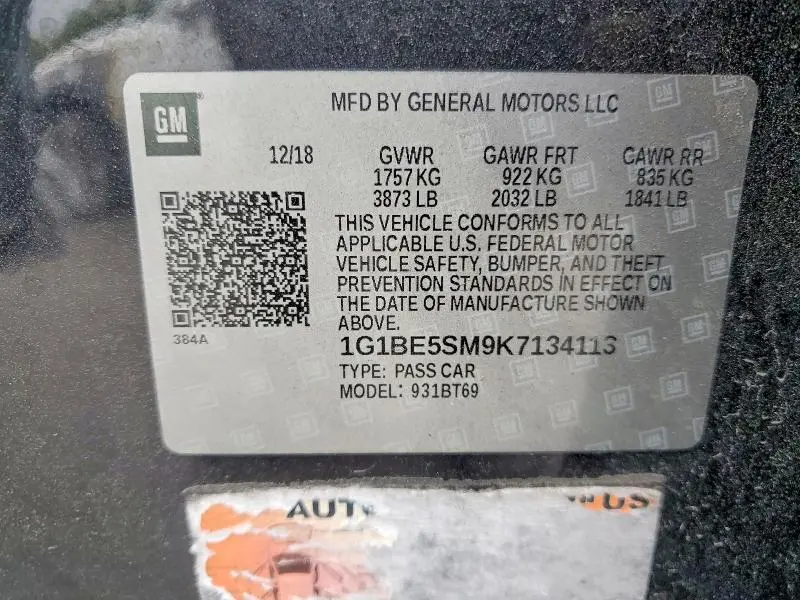 GM
MFD BY GENERAL MOTORS LLC
12/18 GVWR GAWR FRT GAWR RR
1757 KG 922 KG 835 KG
3873 LB 2032 LB 1841 LB
THIS VEHICLE CONFORMS TO ALL
APPLICABLE U.S. FEDERAL MOTOR
VEHICLE SAFETY, BUMPER, AND THEFT
PREVENTION STANDARDS IN EFFECT ON
THE DATE OF MANUFACTURE SHOWN
ABOVE.
384A
1G1BE5SM9K7134113
TYPE: PASS CAR
MODEL: 931BT69